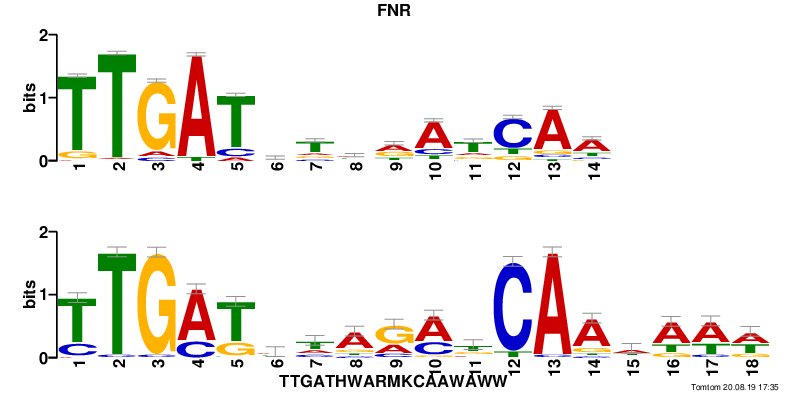 FNR
bits
2
1
0
TTGATTAATCAA
1 2 3 4 5 6 7 8 9 10 11 12 13 14
bits
2
1
0
TTGATTAGATCAAAAAA
1 2 3 4 5 6 7 8 9 10 11 12 13 14 15 16 17 18
TTGATHWARMKCAAWAWW
Tomtom 20.08.19 17:35